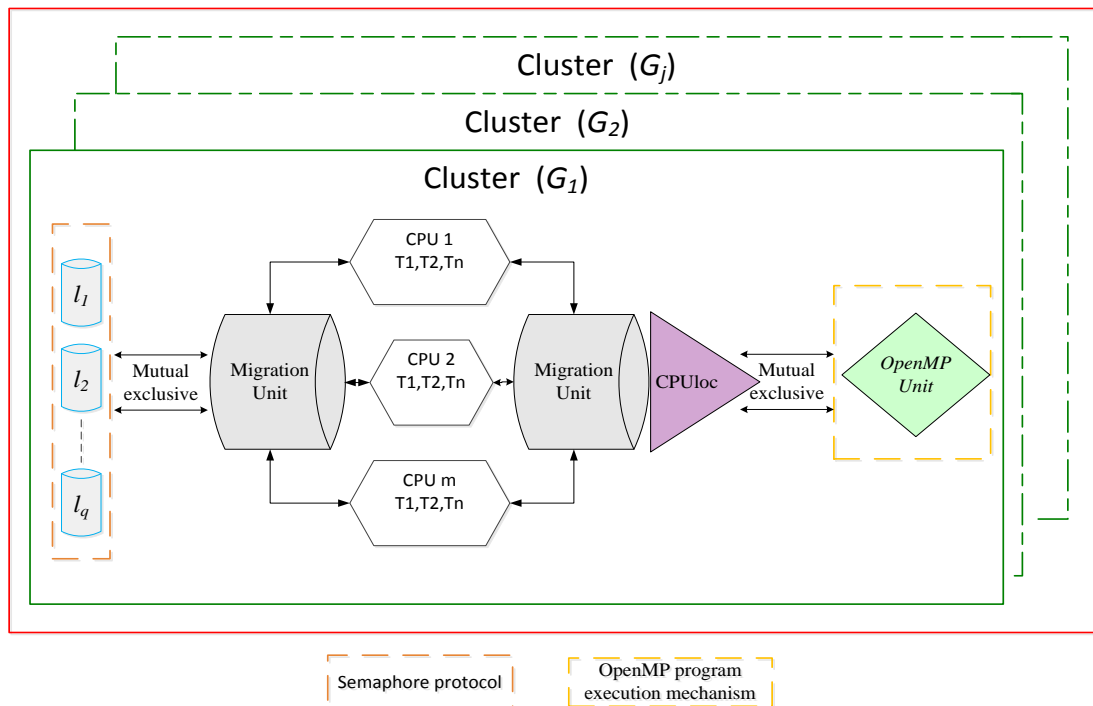 Cluster (Gj)
Cluster (G2)
Cluster (G1)
l1
l2
lq
Mutual
exclusive
Migration
Unit
CPU 1
T1,T2,Tn
CPU 2
T1,T2,Tn
CPU m
T1,T2,Tn
Migration
Unit
CPUloc
Mutual
exclusive
OpenMP
Unit
Semaphore protocol
OpenMP program
execution mechanism